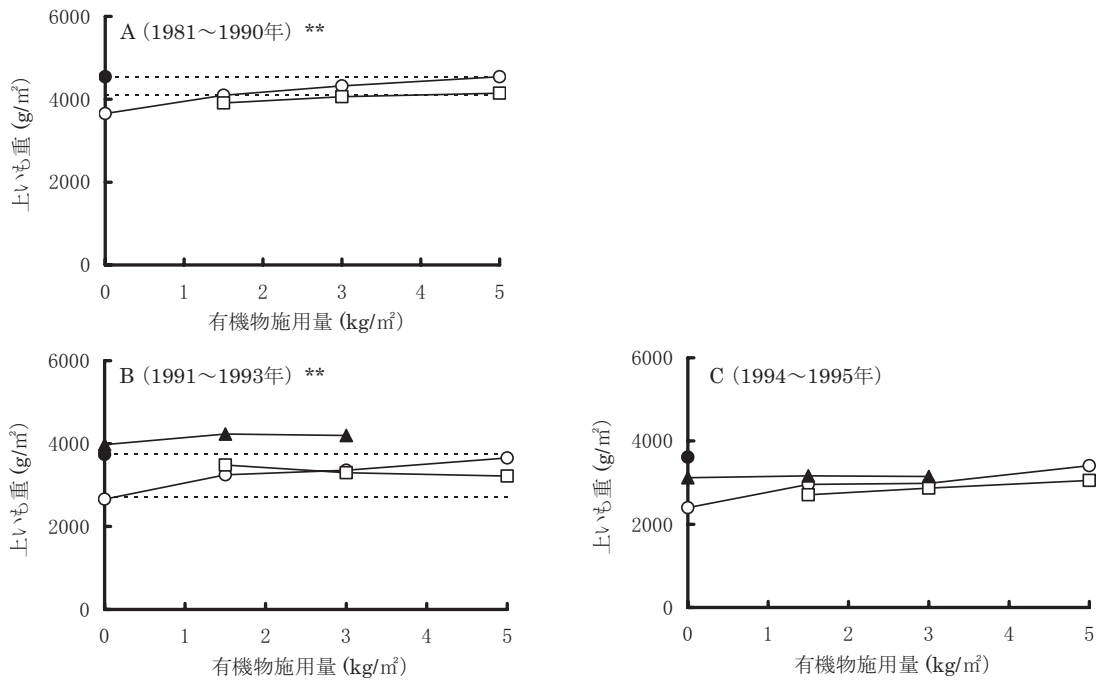 A（1981～1990年）**
上いも重 (g/㎡)
6000
4000
2000
0
0 1 2 3 4 5
有機物施用量 (kg/㎡)
B（1991～1993年）**
上いも重 (g/㎡)
6000
4000
2000
0
0 1 2 3 4 5
有機物施用量 (kg/㎡)
C（1994～1995年）
上いも重 (g/㎡)
6000
4000
2000
0
0 1 2 3 4 5
有機物施用量 (kg/㎡)